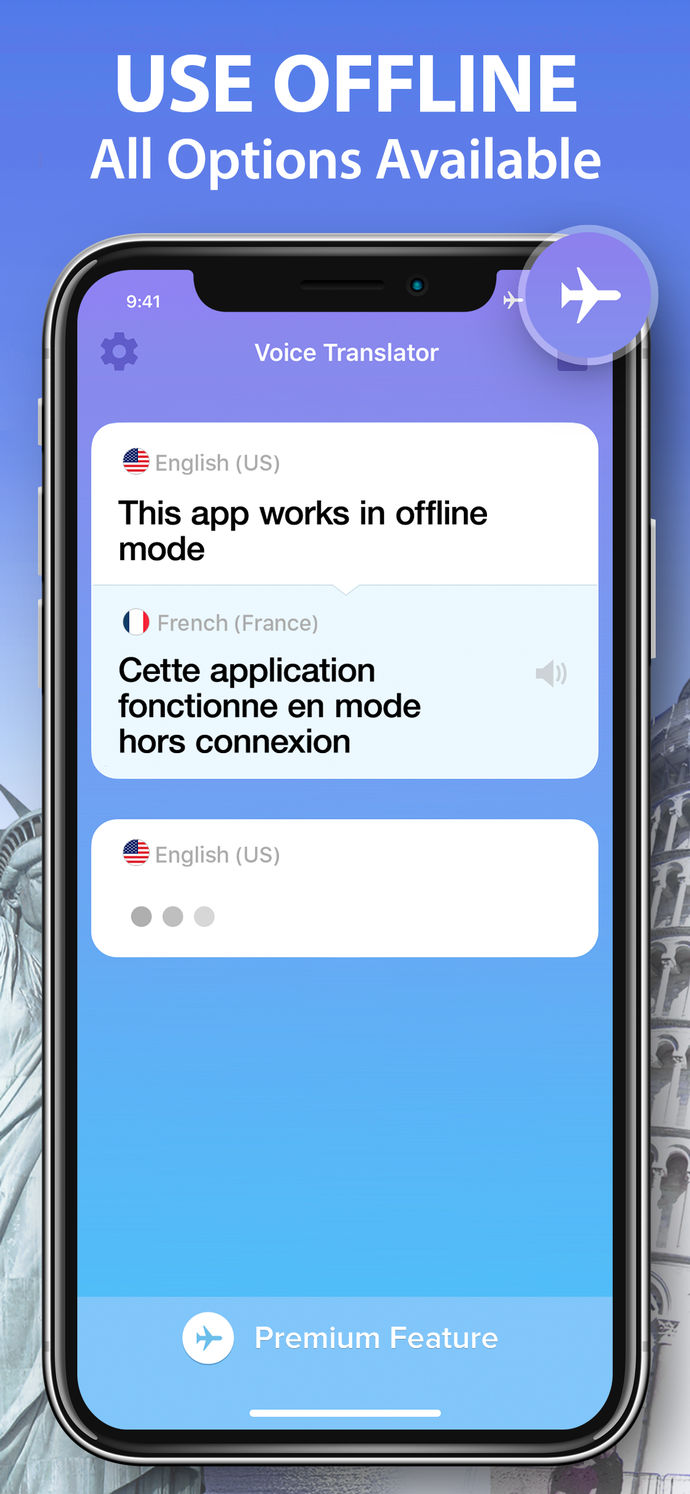 USE OFFLINE
All Options Available
9:41
Voice Translator
English (US)
This app works in offline
mode
French (France)
Cette application
fonctionne en mode
hors connexion
English (US)
Premium Feature